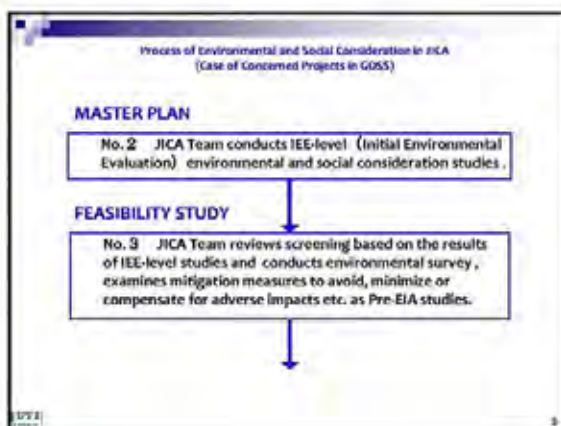 Process of Environmental and Social Consideration in JICA
(Case of Concerned Projects in GOSS)
MASTER PLAN
No. 2 JICA Team conducts IEE-level (Initial Environmental
Evaluation) environmental and social consideration studies.
FEASIBILITY STUDY
No. 3 JICA Team reviews screening based on the results
of IEE-level studies and conducts environmental survey,
examines mitigation measures to avoid, minimize or
compensate for adverse impacts etc. as Pre-EIA studies.